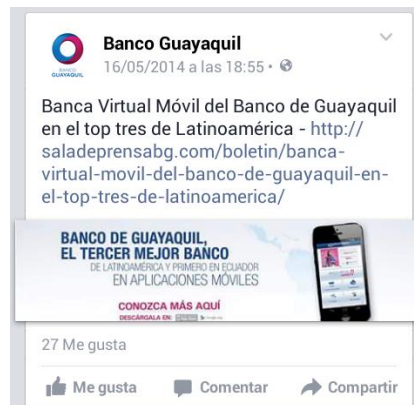 Banco Guayaquil
16/05/2014 a las 18:55 •
BANCO
GUAYAQUIL
Banca Virtual Móvil del Banco de Guayaquil
en el top tres de Latinoamérica - http://
saladeprensabg.com/boletin/banca-
virtual-movil-del-banco-de-guayaquil-en-
el-top-tres-de-latinoamerica/
BANCO DE GUAYAQUIL,
EL TERCER MEJOR BANCO
DE LATINOAMÉRICA Y PRIMERO EN ECUADOR
EN APLICACIONES MÓVILES
CONOZCA MÁS AQUÍ
DESCÁRGALA EN:
27 Me gusta
Me gusta Comentar Compartir